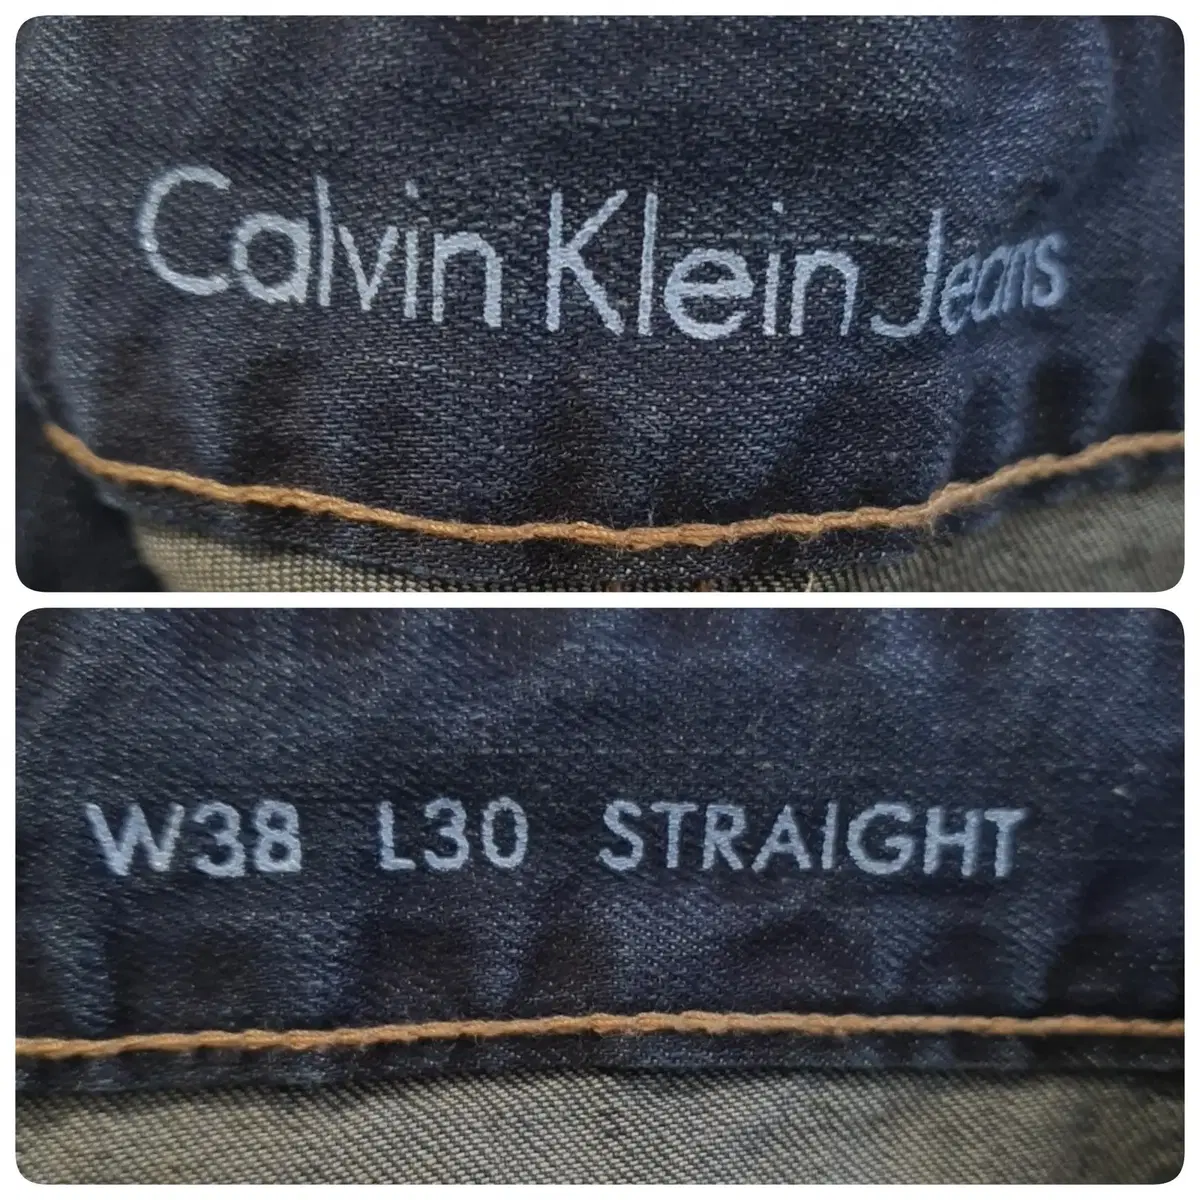 Calvin Klein Jeans
W38 L30 STRAIGHT